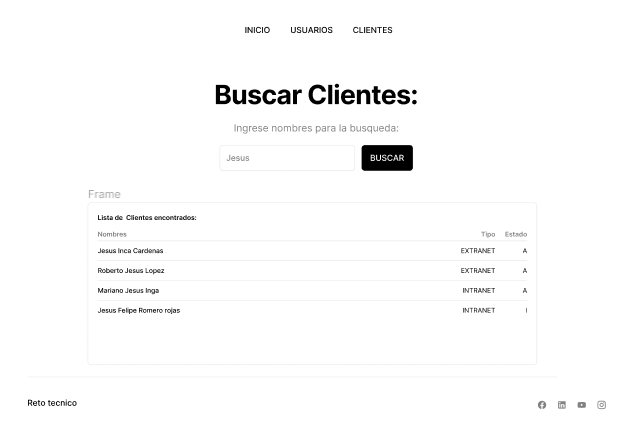 INICIO USUARIOS CLIENTES
Buscar Clientes:
Ingrese nombres para la busqueda:
Jesus BUSCAR
Frame
Lista de Clientes encontrados:
Nombres Tipo Estado
Jesus Inca Cardenas EXTRANET A
Roberto Jesus Lopez EXTRANET A
Mariano Jesus Inga INTRANET A
Jesus Felipe Romero rojas INTRANET I
Reto tecnico